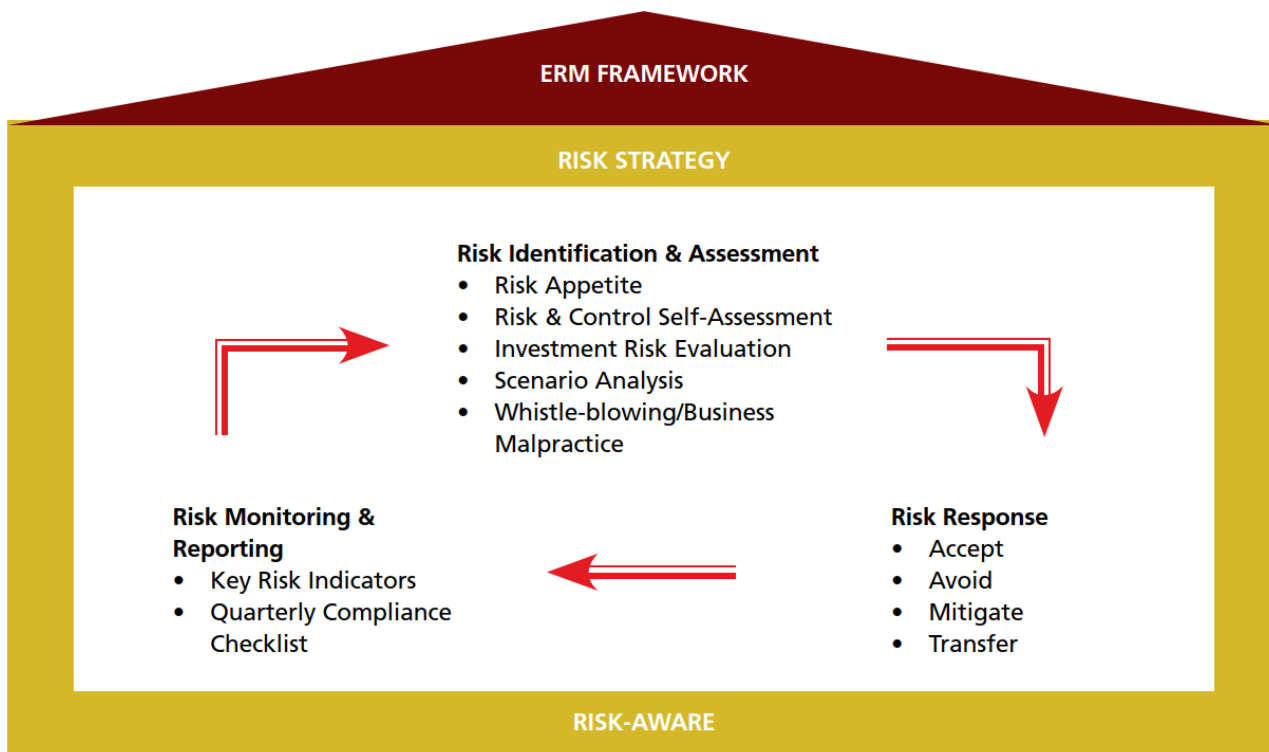 ERM FRAMEWORK
RISK STRATEGY
Risk Identification & Assessment
• Risk Appetite
• Risk & Control Self-Assessment
• Investment Risk Evaluation
• Scenario Analysis
• Whistle-blowing/Business
Malpractice
Risk Monitoring &
Reporting
• Key Risk Indicators
• Quarterly Compliance
Checklist
Risk Response
• Accept
• Avoid
• Mitigate
• Transfer
RISK-AWARE